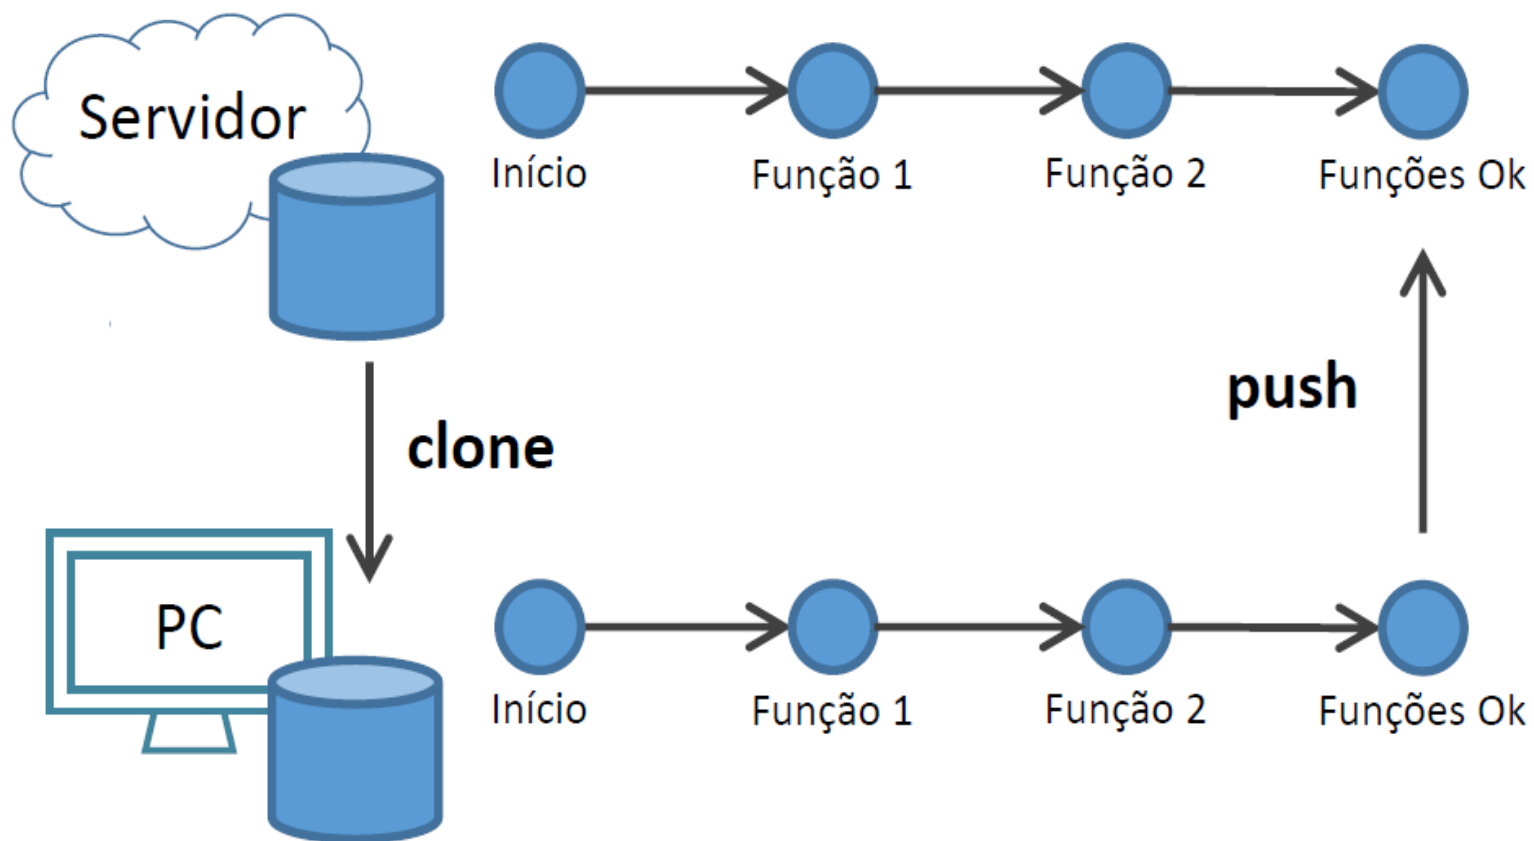 Servidor
Início
Função 1
Função 2
Funções Ok
clone
push
PC
Início
Função 1
Função 2
Funções Ok